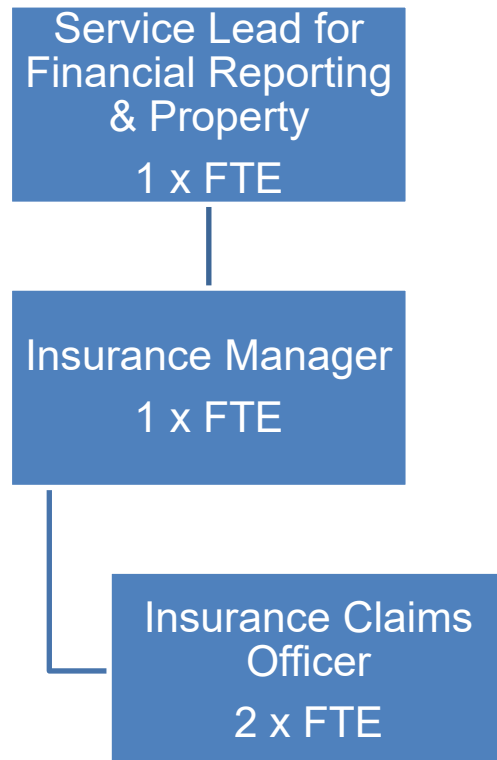 Service Lead for
Financial Reporting
& Property
1 x FTE
Insurance Manager
1 x FTE
Insurance Claims
Officer
2 x FTE